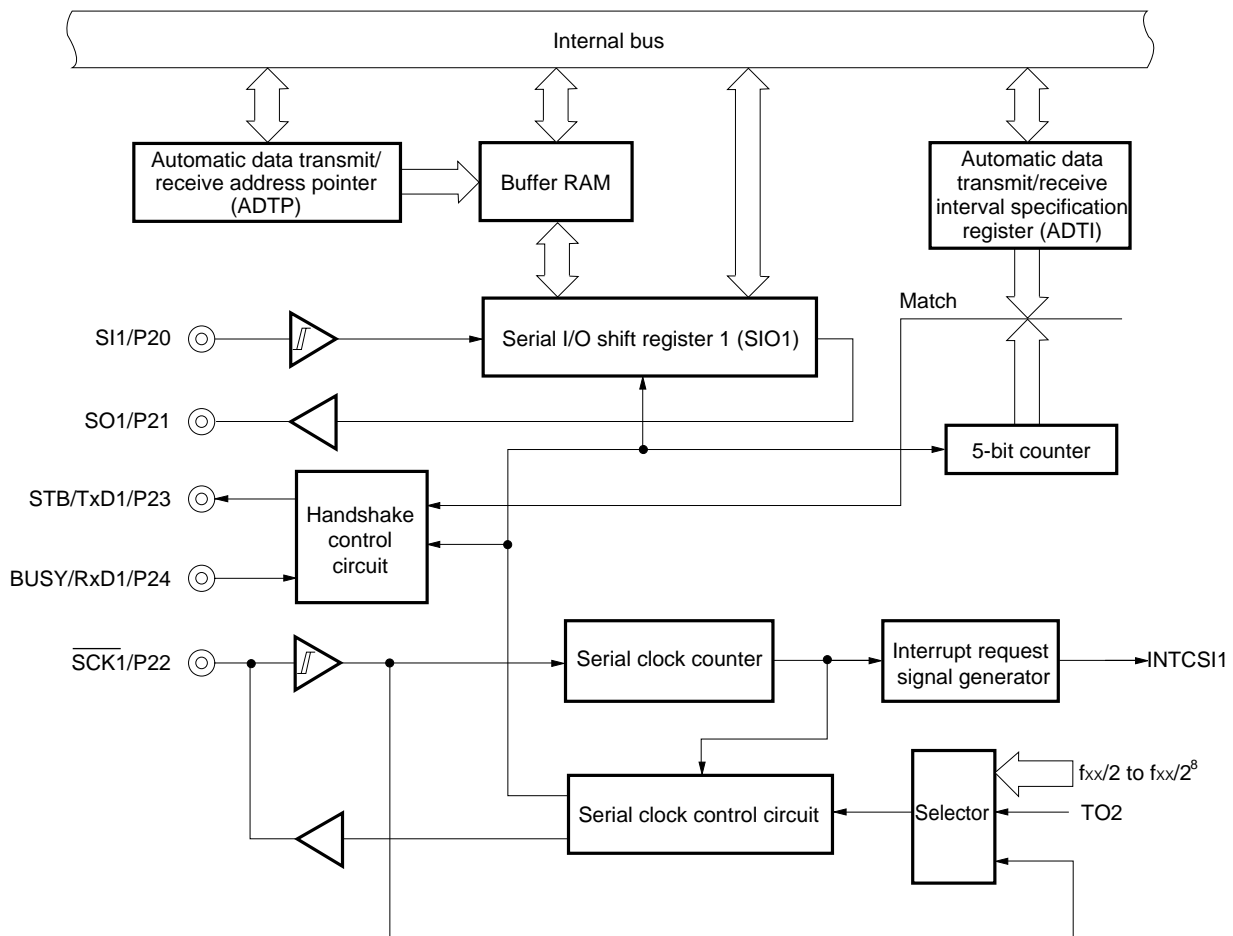 Internal bus
Automatic data transmit/
receive address pointer
(ADTP)
Buffer RAM
Automatic data
transmit/receive
interval specification
register (ADTI)
Match
SI1/P20
Serial I/O shift register 1 (SIO1)
SO1/P21
5-bit counter
STB/TxD1/P23
Handshake
control
circuit
BUSY/RxD1/P24
SCK1/P22
Serial clock counter
Interrupt request
signal generator
INTCSI1
fxx/2 to fxx/2⁸
Serial clock control circuit
Selector
TO2